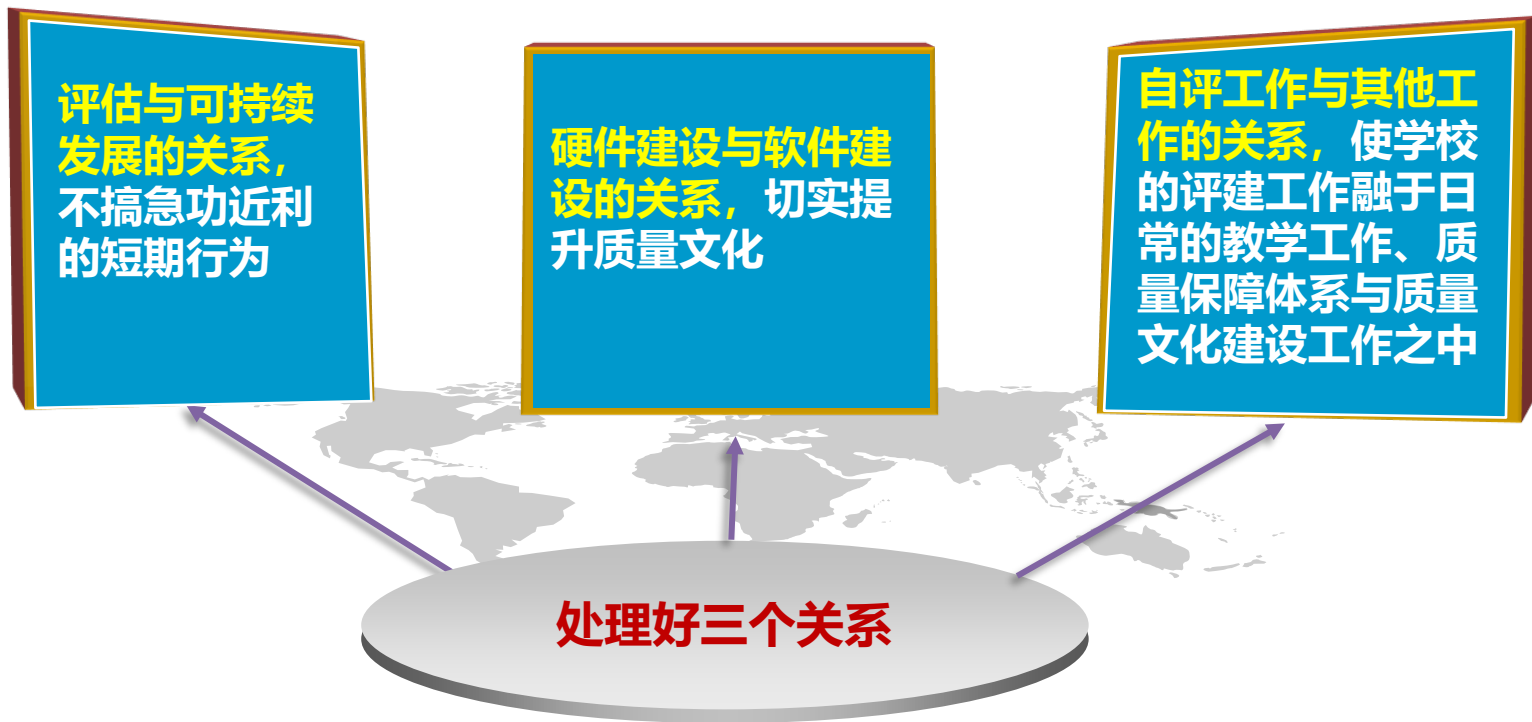 评估与可持续
发展的关系，
不搞急功近利
的短期行为
硬件建设与软件建
设的关系，切实提
升质量文化
自评工作与其他工
作的关系，使学校
的评建工作融于日
常的教学工作、质
量保障体系与质量
文化建设工作之中
处理好三个关系